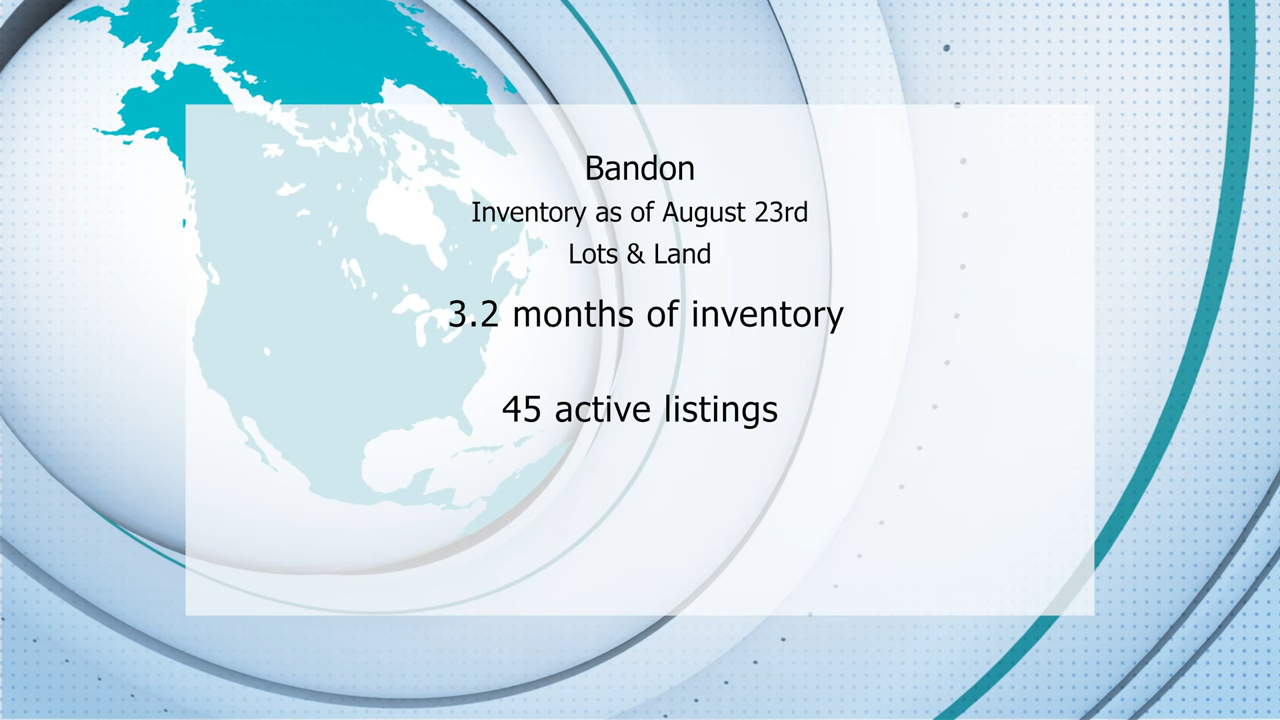 Bandon
Inventory as of August 23rd
Lots & Land
3.2 months of inventory
45 active listings